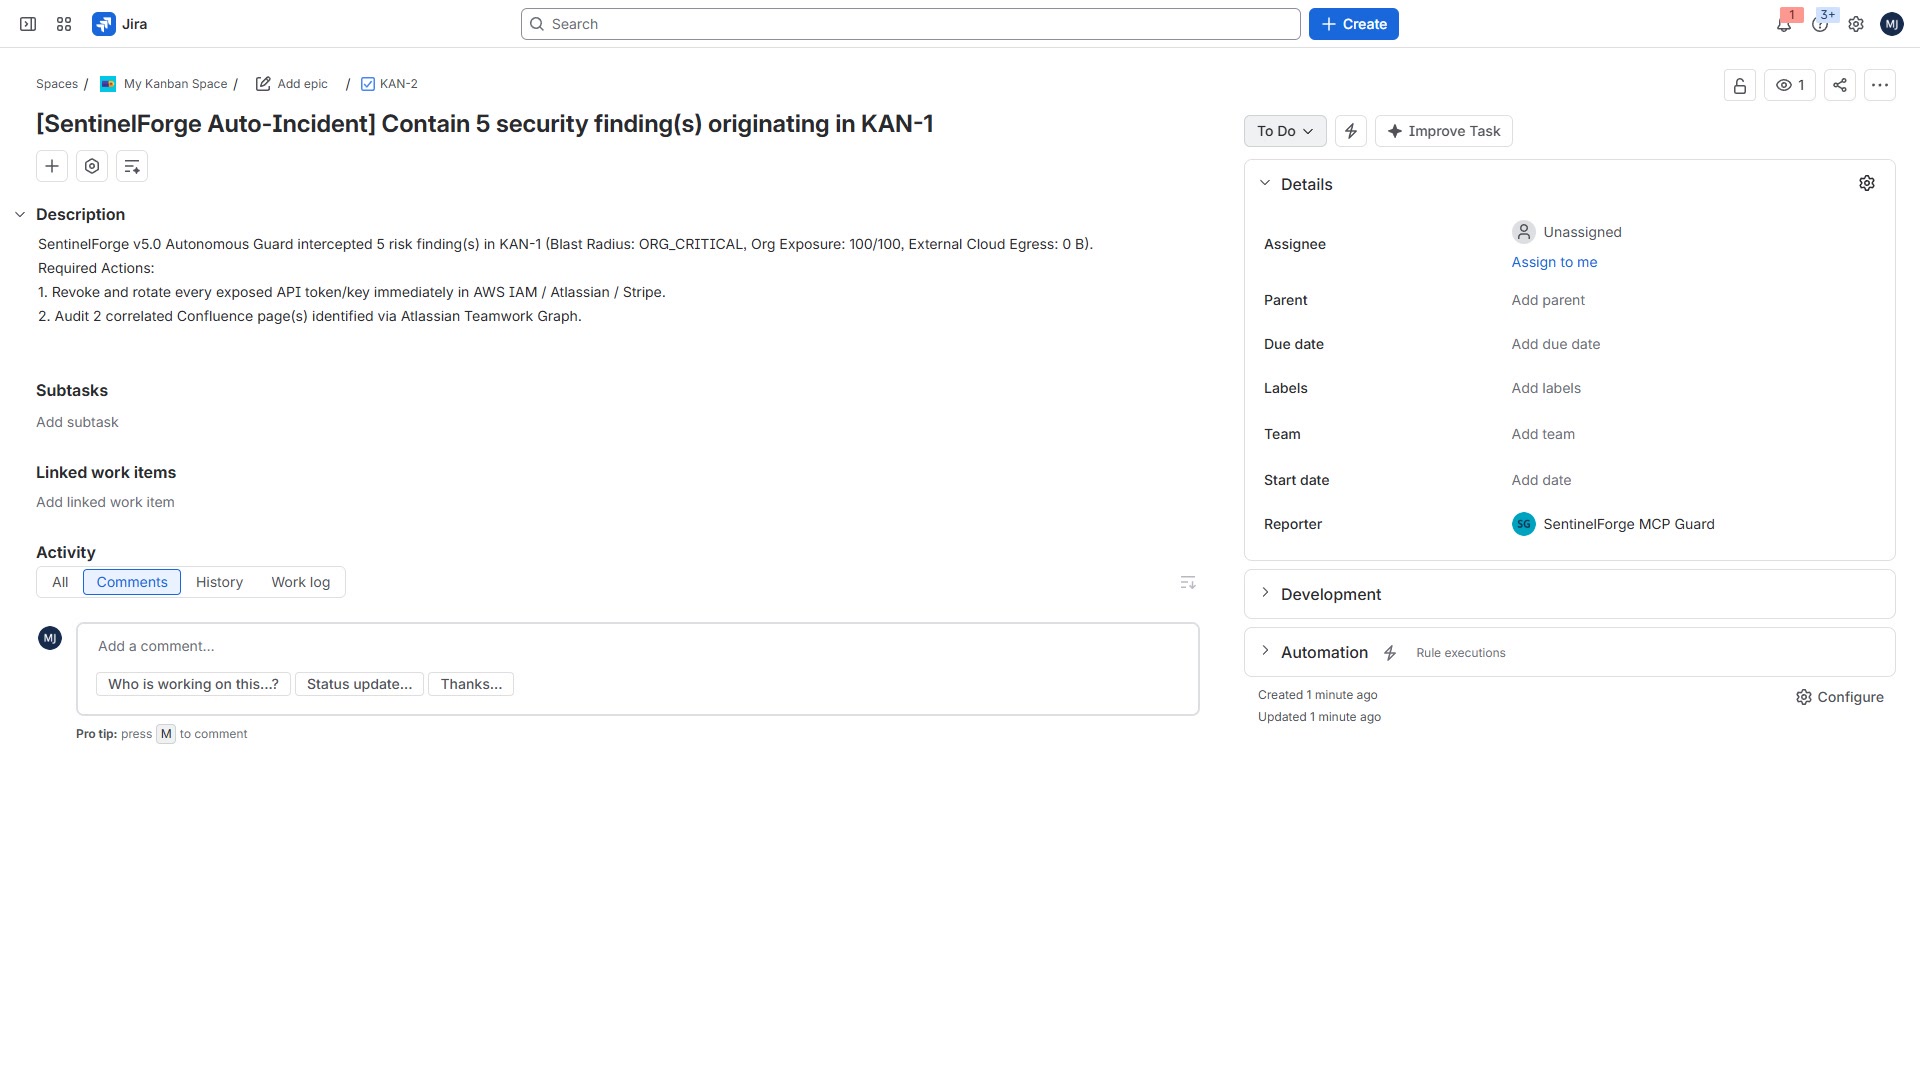 Jira
Search
Create
1
3+
MJ
Spaces / My Kanban Space / Add epic / KAN-2
1
[SentinelForge Auto-Incident] Contain 5 security finding(s) originating in KAN-1
Description
SentinelForge v5.0 Autonomous Guard intercepted 5 risk finding(s) in KAN-1 (Blast Radius: ORG_CRITICAL, Org Exposure: 100/100, External Cloud Egress: 0 B).
Required Actions:
1. Revoke and rotate every exposed API token/key immediately in AWS IAM / Atlassian / Stripe.
2. Audit 2 correlated Confluence page(s) identified via Atlassian Teamwork Graph.
Subtasks
Add subtask
Linked work items
Add linked work item
Activity
All Comments History Work log
MJ
Add a comment...
Who is working on this...? Status update... Thanks...
Pro tip: press M to comment
To Do Improve Task
Details
Assignee Unassigned
Assign to me
Parent Add parent
Due date Add due date
Labels Add labels
Team Add team
Start date Add date
Reporter SG SentinelForge MCP Guard
Development
Automation Rule executions
Created 1 minute ago
Configure
Updated 1 minute ago